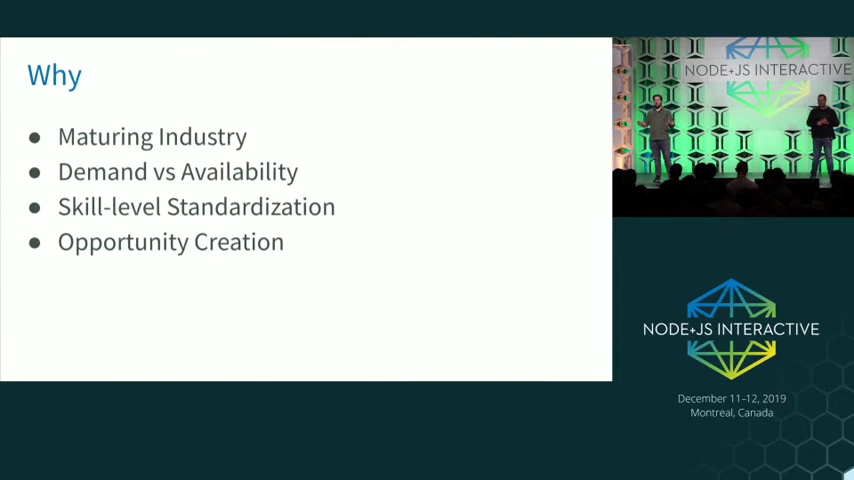 Why
● Maturing Industry
● Demand vs Availability
● Skill-level Standardization
● Opportunity Creation
NODE+JS INTERACTIVE
NODE+JS INTERACTIVE
December 11–12, 2019
Montreal, Canada